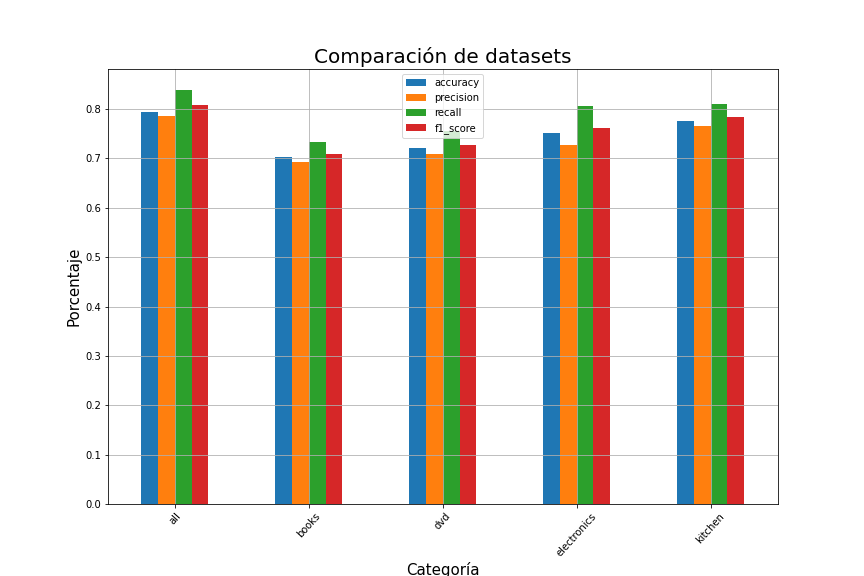 Comparación de datasets
accuracy
precision
recall
f1_score
Porcentaje
0.8
0.7
0.6
0.5
0.4
0.3
0.2
0.1
0.0
all
books
dvd
electronics
kitchen
Categoría